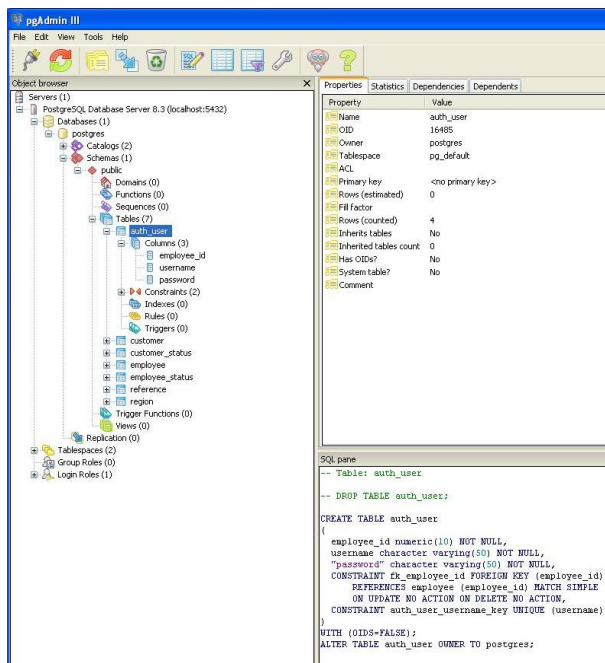 pgAdmin III
File Edit View Tools Help
Object browser
Servers (1)
PostgreSQL Database Server 8.3 (localhost:5432)
Databases (1)
postgres
Catalogs (2)
Schemas (1)
public
Domains (0)
Functions (0)
Sequences (0)
Tables (7)
auth_user
Columns (3)
employee_id
username
password
Constraints (2)
Indexes (0)
Rules (0)
Triggers (0)
customer
customer_status
employee
employee_status
reference
region
Trigger Functions (0)
Views (0)
Replication (0)
Tablespaces (2)
Group Roles (0)
Login Roles (1)
Properties Statistics Dependencies Dependents
Property Value
Name auth_user
OID 16485
Owner postgres
Tablespace pg_default
ACL
Primary key <no primary key>
Rows (estimated) 0
Fill factor
Rows (counted) 4
Inherits tables No
Inherited tables count 0
Has OIDs? No
System table? No
Comment
SQL pane
-- Table: auth_user
-- DROP TABLE auth_user;
CREATE TABLE auth_user
(
employee_id numeric(10) NOT NULL,
username character varying(50) NOT NULL,
"password" character varying(50) NOT NULL,
CONSTRAINT fk_employee_id FOREIGN KEY (employee_id)
REFERENCES employee (employee_id) MATCH SIMPLE
ON UPDATE NO ACTION ON DELETE NO ACTION,
CONSTRAINT auth_user_username_key UNIQUE (username)
)
WITH (OIDS=FALSE);
ALTER TABLE auth_user OWNER TO postgres;